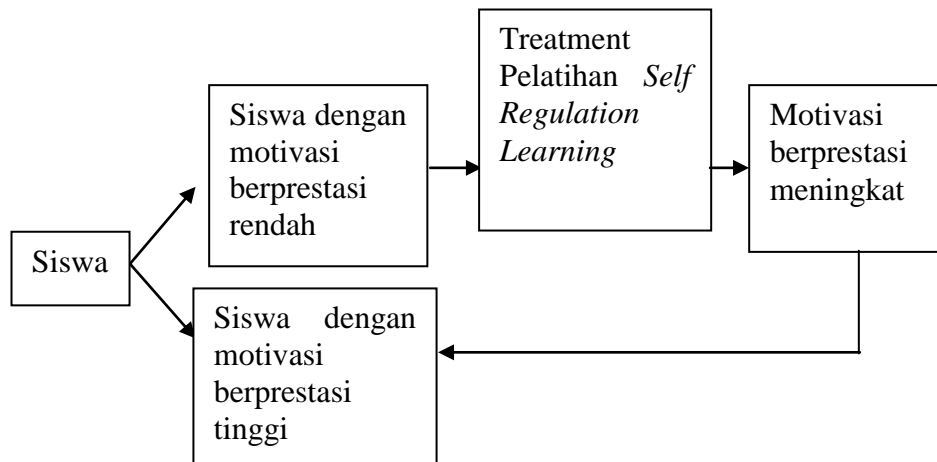 Siswa
Siswa dengan
motivasi
berprestasi
rendah
Treatment
Pelatihan Self
Regulation
Learning
Motivasi
berprestasi
meningkat
Siswa dengan
motivasi
berprestasi
tinggi